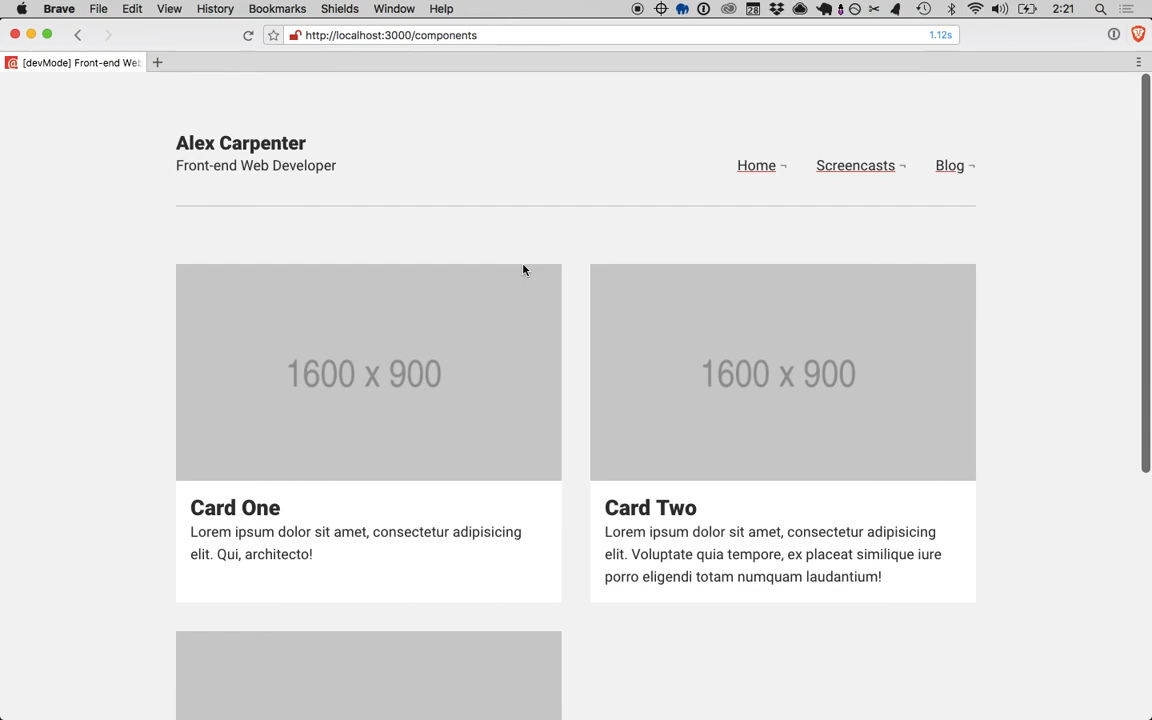 Brave File Edit View History Bookmarks Shields Window Help 28 2:21
http://localhost:3000/components 1.12s
[devMode] Front-end Web
Alex Carpenter
Front-end Web Developer
Home ¬ Screencasts ¬ Blog ¬
1600 x 900
1600 x 900
Card One
Lorem ipsum dolor sit amet, consectetur adipisicing
elit. Qui, architecto!
Card Two
Lorem ipsum dolor sit amet, consectetur adipisicing
elit. Voluptate quia tempore, ex placeat similique iure
porro eligendi totam numquam laudantium!